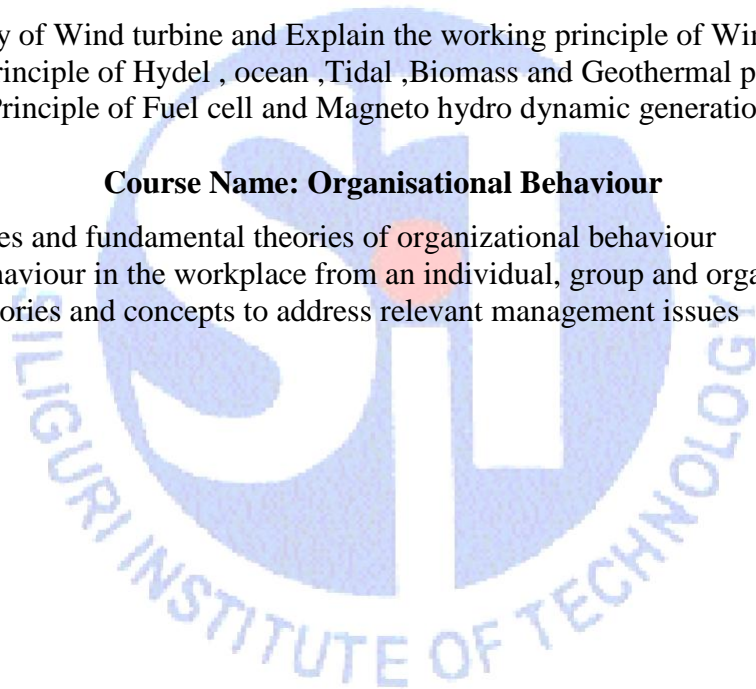 y of Wind turbine and Explain the working principle of Wi
rinciple of Hydel , ocean ,Tidal ,Biomass and Geothermal p
Principle of Fuel cell and Magneto hydro dynamic generatio
Course Name: Organisational Behaviour
es and fundamental theories of organizational behaviour
haviour in the workplace from an individual, group and orga
ories and concepts to address relevant management issues
SiT
SILIGURI INSTITUTE OF TECHNOLOGY